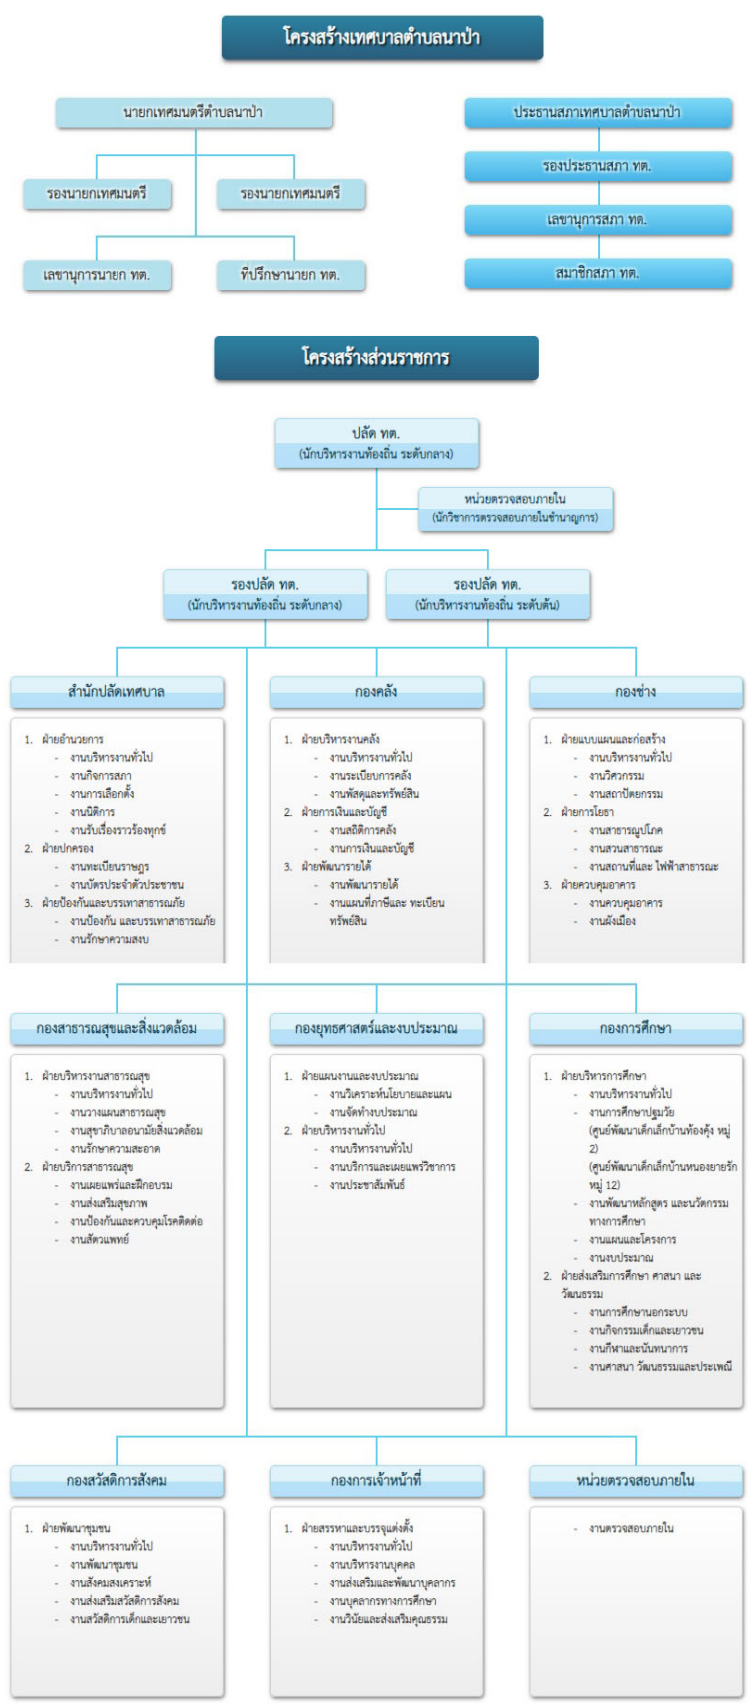 โครงสร้างเทศบาลตำบลนาป่า
นายกเทศมนตรีตำบลนาป่า
รองนายกเทศมนตรี
รองนายกเทศมนตรี
เลขานุการนายก ทต.
ที่ปรึกษานายก ทต.
ประธานสภาเทศบาลตำบลนาป่า
รองประธานสภา ทต.
เลขานุการสภา ทต.
สมาชิกสภา ทต.
โครงสร้างส่วนราชการ
ปลัด ทต.
(นักบริหารงานท้องถิ่น ระดับกลาง)
หน่วยตรวจสอบภายใน
(นักวิชาการตรวจสอบภายในชำนาญการ)
รองปลัด ทต.
(นักบริหารงานท้องถิ่น ระดับกลาง)
รองปลัด ทต.
(นักบริหารงานท้องถิ่น ระดับต้น)
สำนักปลัดเทศบาล
1. ฝ่ายอำนวยการ
- งานบริหารงานทั่วไป
- งานกิจการสภา
- งานการเลือกตั้ง
- งานนิติการ
- งานรับเรื่องราวร้องทุกข์
2. ฝ่ายปกครอง
- งานทะเบียนราษฎร
- งานบัตรประจำตัวประชาชน
3. ฝ่ายป้องกันและบรรเทาสาธารณภัย
- งานป้องกัน และบรรเทาสาธารณภัย
- งานรักษาความสงบ
กองคลัง
1. ฝ่ายบริหารงานคลัง
- งานบริหารงานทั่วไป
- งานระเบียบการคลัง
- งานพัสดุและทรัพย์สิน
2. ฝ่ายการเงินและบัญชี
- งานสถิติการคลัง
- งานการเงินและบัญชี
3. ฝ่ายพัฒนารายได้
- งานพัฒนารายได้
- งานแผนที่ภาษีและ ทะเบียน
ทรัพย์สิน
กองช่าง
1. ฝ่ายแบบแผนและก่อสร้าง
- งานบริหารงานทั่วไป
- งานวิศวกรรม
- งานสถาปัตยกรรม
2. ฝ่ายการโยธา
- งานสาธารณูปโภค
- งานสวนสาธารณะ
- งานสถานที่และ ไฟฟ้าสาธารณะ
3. ฝ่ายควบคุมอาคาร
- งานควบคุมอาคาร
- งานผังเมือง
กองสาธารณสุขและสิ่งแวดล้อม
1. ฝ่ายบริหารงานสาธารณสุข
- งานบริหารงานทั่วไป
- งานวางแผนสาธารณสุข
- งานสุขาภิบาลอนามัยสิ่งแวดล้อม
- งานรักษาความสะอาด
2. ฝ่ายบริการสาธารณสุข
- งานเผยแพร่และฝึกอบรม
- งานส่งเสริมสุขภาพ
- งานป้องกันและควบคุมโรคติดต่อ
- งานสัตวแพทย์
กองยุทธศาสตร์และงบประมาณ
1. ฝ่ายแผนงานและงบประมาณ
- งานวิเคราะห์นโยบายและแผน
- งานจัดทำงบประมาณ
2. ฝ่ายบริหารงานทั่วไป
- งานบริหารงานทั่วไป
- งานบริการและเผยแพร่วิชาการ
- งานประชาสัมพันธ์
กองการศึกษา
1. ฝ่ายบริหารการศึกษา
- งานบริหารงานทั่วไป
- งานการศึกษาปฐมวัย
(ศูนย์พัฒนาเด็กเล็กบ้านท้องคุ้ง หมู่
2)
(ศูนย์พัฒนาเด็กเล็กบ้านหนองยายรัก
หมู่ 12)
- งานพัฒนาหลักสูตร และนวัตกรรม
ทางการศึกษา
- งานแผนและโครงการ
- งานงบประมาณ
2. ฝ่ายส่งเสริมการศึกษา ศาสนา และ
วัฒนธรรม
- งานการศึกษานอกระบบ
- งานกิจกรรมเด็กและเยาวชน
- งานกีฬาและนันทนาการ
- งานศาสนา วัฒนธรรมและประเพณี
กองสวัสดิการสังคม
1. ฝ่ายพัฒนาชุมชน
- งานบริหารงานทั่วไป
- งานพัฒนาชุมชน
- งานสังคมสงเคราะห์
- งานส่งเสริมสวัสดิการสังคม
- งานสวัสดิการเด็กและเยาวชน
กองการเจ้าหน้าที่
1. ฝ่ายสรรหาและบรรจุแต่งตั้ง
- งานบริหารงานทั่วไป
- งานบริหารงานบุคคล
- งานส่งเสริมและพัฒนาบุคลากร
- งานบุคลากรทางการศึกษา
- งานวินัยและส่งเสริมคุณธรรม
หน่วยตรวจสอบภายใน
- งานตรวจสอบภายใน